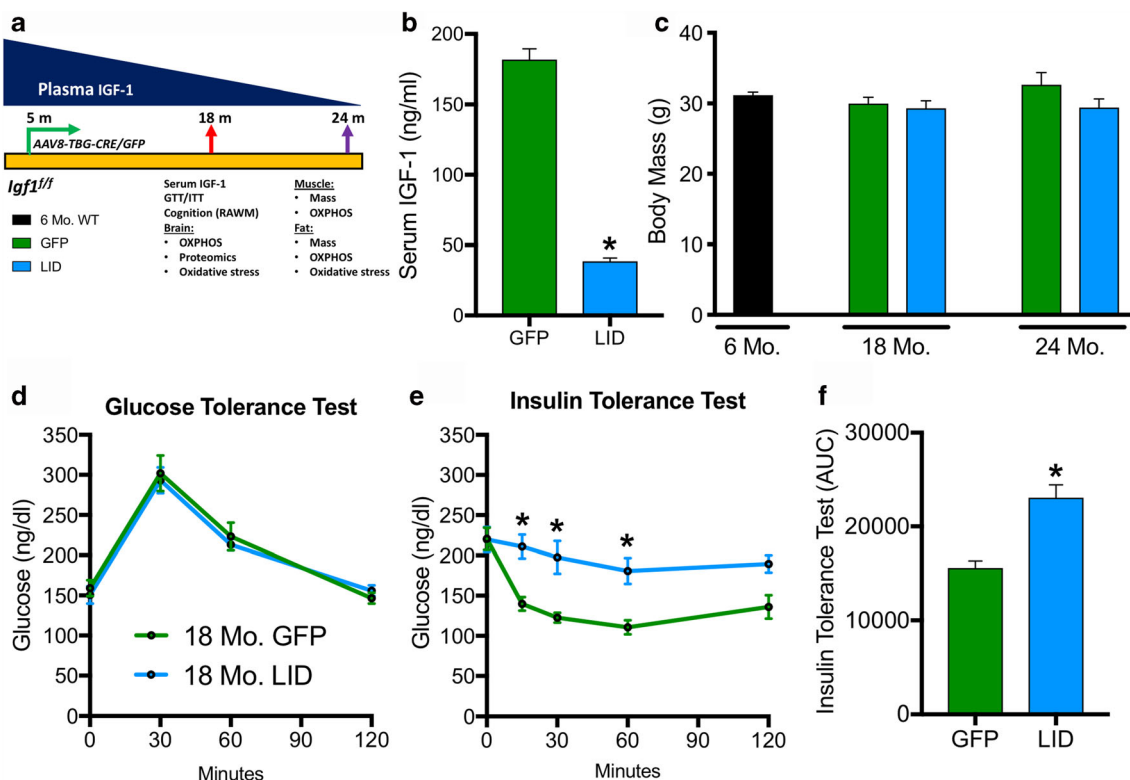 a
Plasma IGF-1
5 m
18 m
24 m
AAV8-TBG-CRE/GFP
Igf1f/f
6 Mo. WT
GFP
LID
Serum IGF-1
GTT/ITT
Cognition (RAWM)
Brain:
• OXPHOS
• Proteomics
• Oxidative stress
Muscle:
• Mass
• OXPHOS
Fat:
• Mass
• OXPHOS
• Oxidative stress
b
Serum IGF-1 (ng/ml)
200
150
100
50
0
*
GFP
LID
c
Body Mass (g)
40
30
20
10
0
6 Mo.
18 Mo.
24 Mo.
d
Glucose Tolerance Test
Glucose (ng/dl)
350
300
250
200
150
100
50
0
18 Mo. GFP
18 Mo. LID
0 30 60 90 120
Minutes
e
Insulin Tolerance Test
Glucose (ng/dl)
350
300
250
200
150
100
50
0
* * *
0 30 60 90 120
Minutes
f
Insulin Tolerance Test (AUC)
30000
20000
10000
0
*
GFP
LID